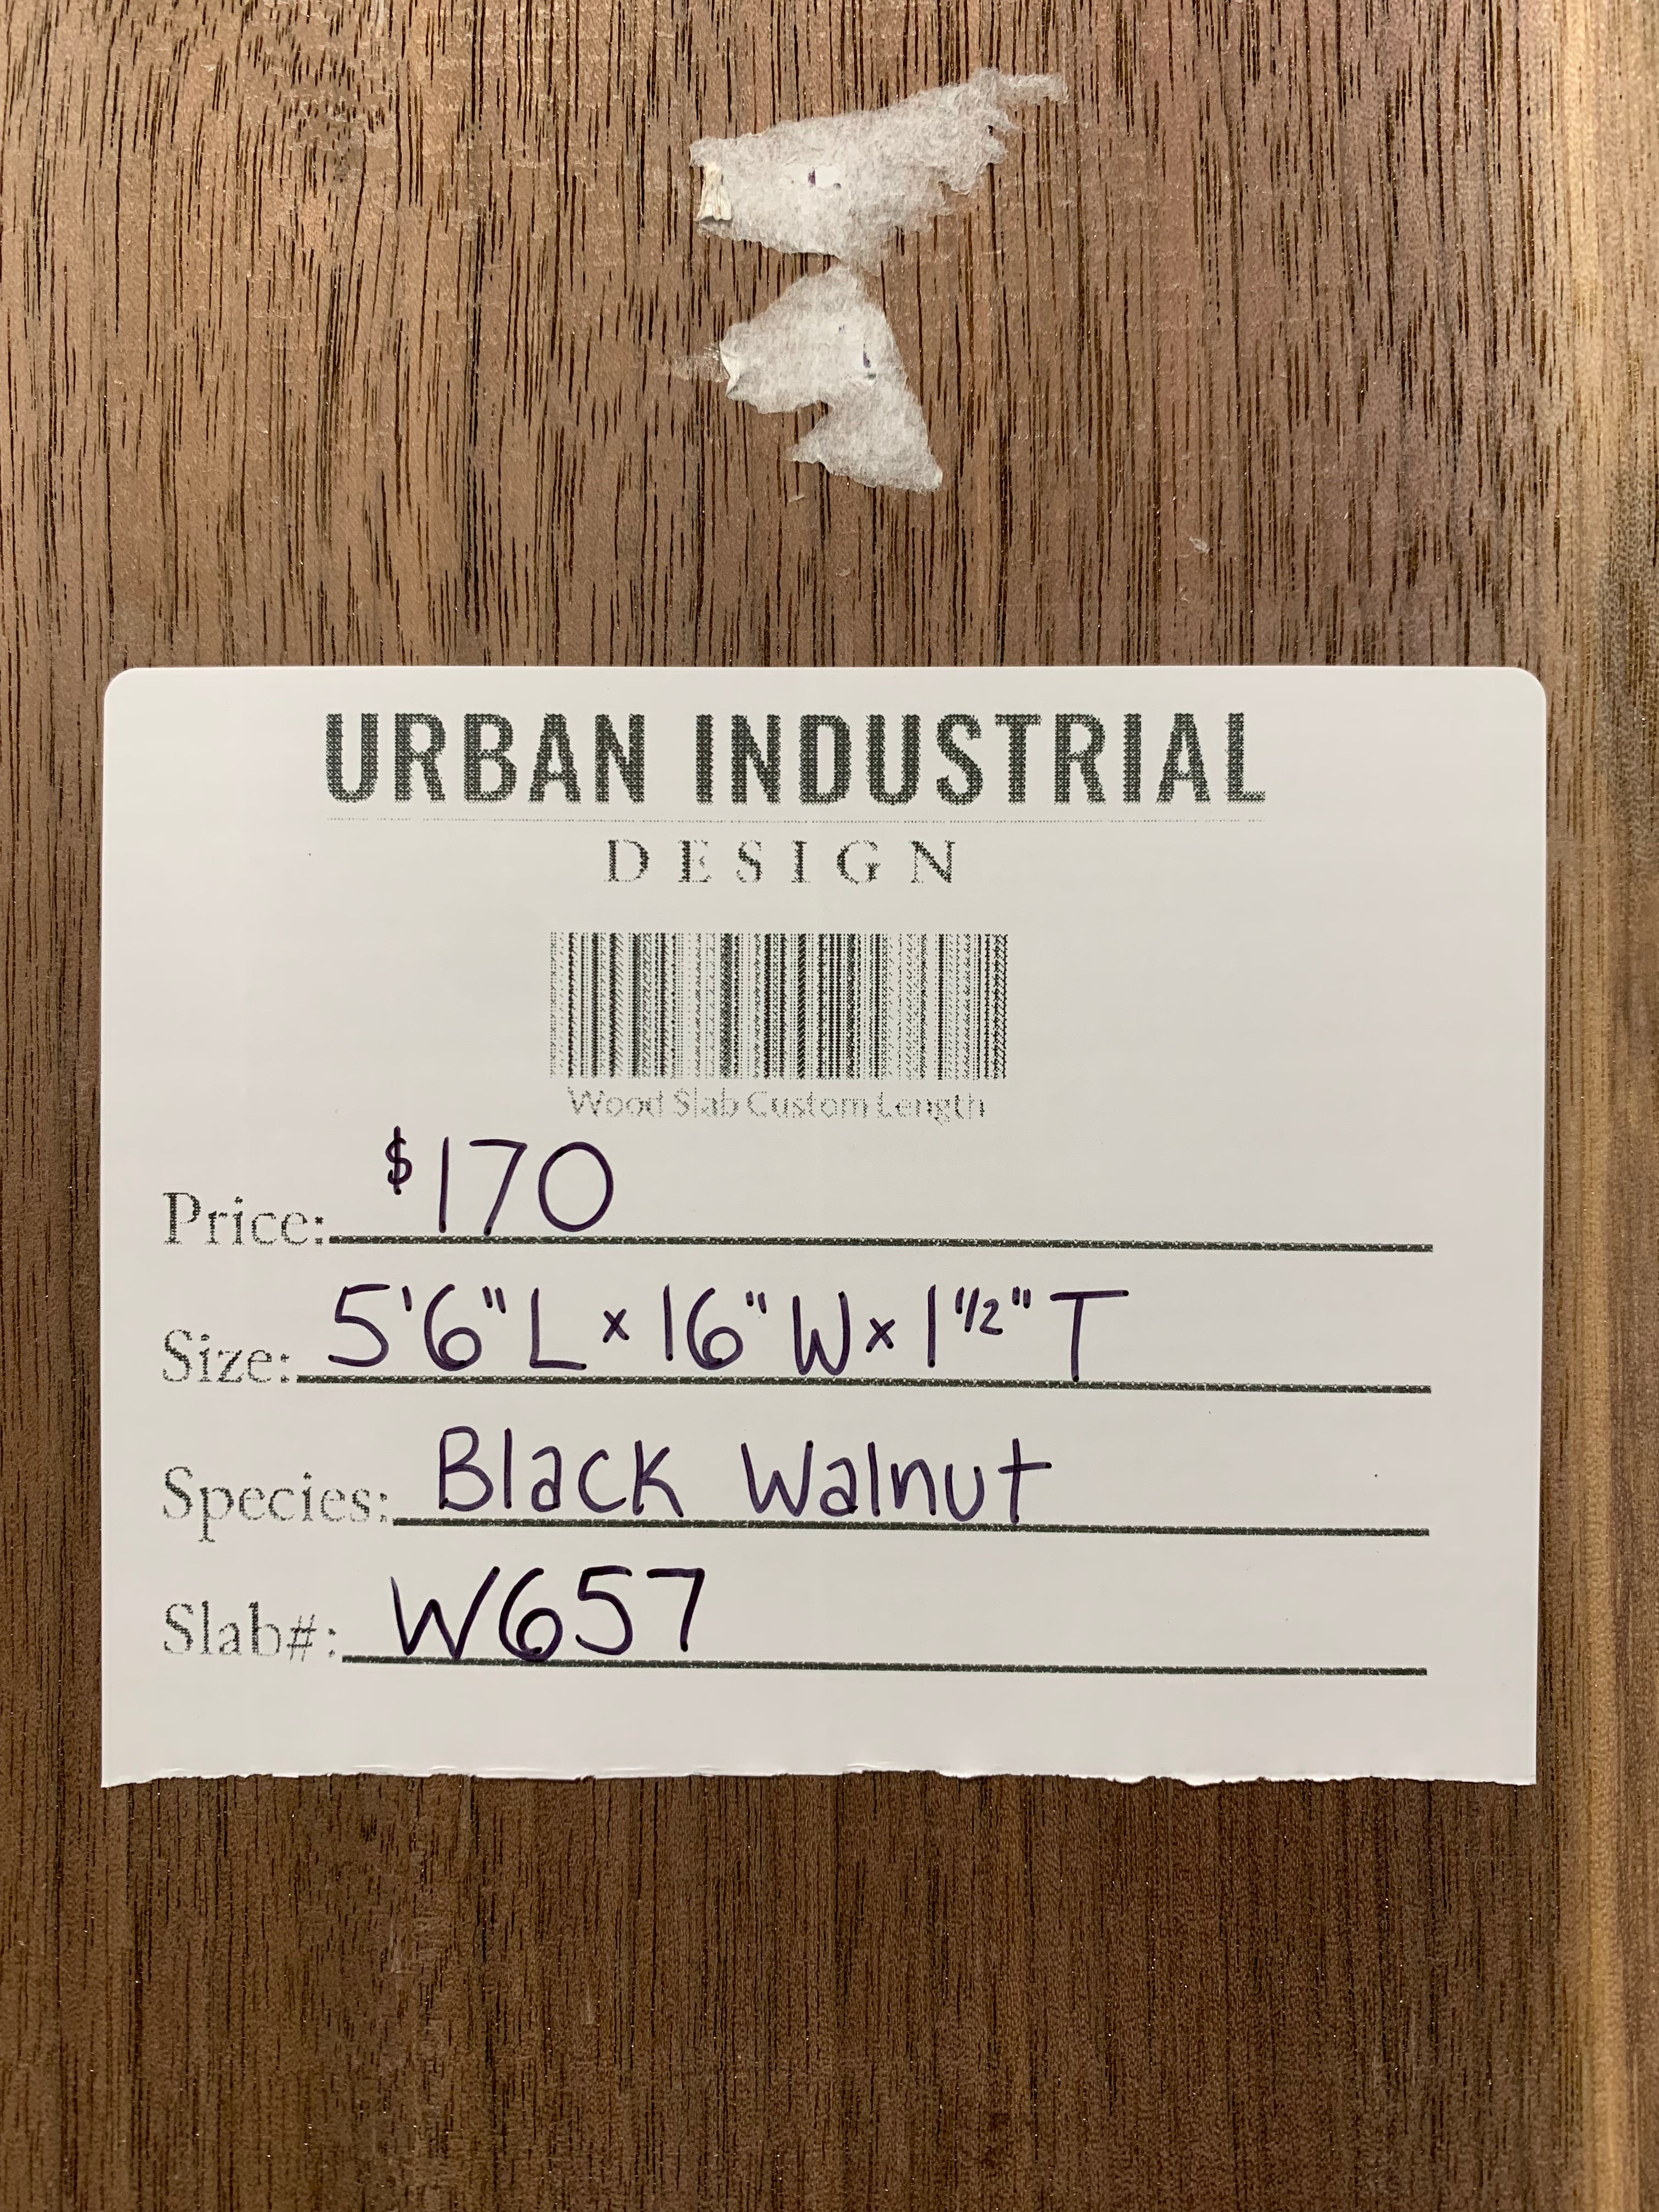 URBAN INDUSTRIAL
DESIGN
Wood Slab Custom Length
Price: $170
Size: 5'6" L x 16" W x 1 1/2" T
Species: Black Walnut
Slab#: W657